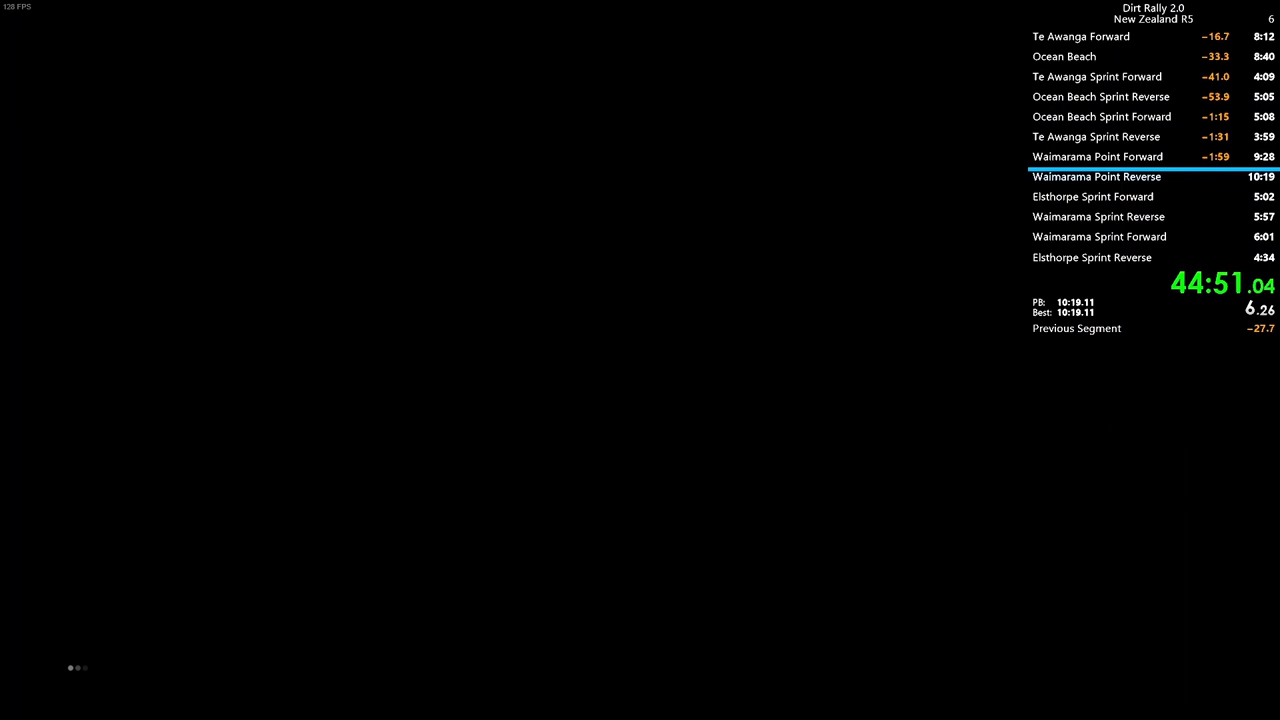 128 FPS
Dirt Rally 2.0
New Zealand R5 6
Te Awanga Forward −16.7 8:12
Ocean Beach −33.3 8:40
Te Awanga Sprint Forward −41.0 4:09
Ocean Beach Sprint Reverse −53.9 5:05
Ocean Beach Sprint Forward −1:15 5:08
Te Awanga Sprint Reverse −1:31 3:59
Waimarama Point Forward −1:59 9:28
Waimarama Point Reverse 10:19
Elsthorpe Sprint Forward 5:02
Waimarama Sprint Reverse 5:57
Waimarama Sprint Forward 6:01
Elsthorpe Sprint Reverse 4:34
44:51.04
PB: 10:19.11
Best: 10:19.11
6.26
Previous Segment −27.7